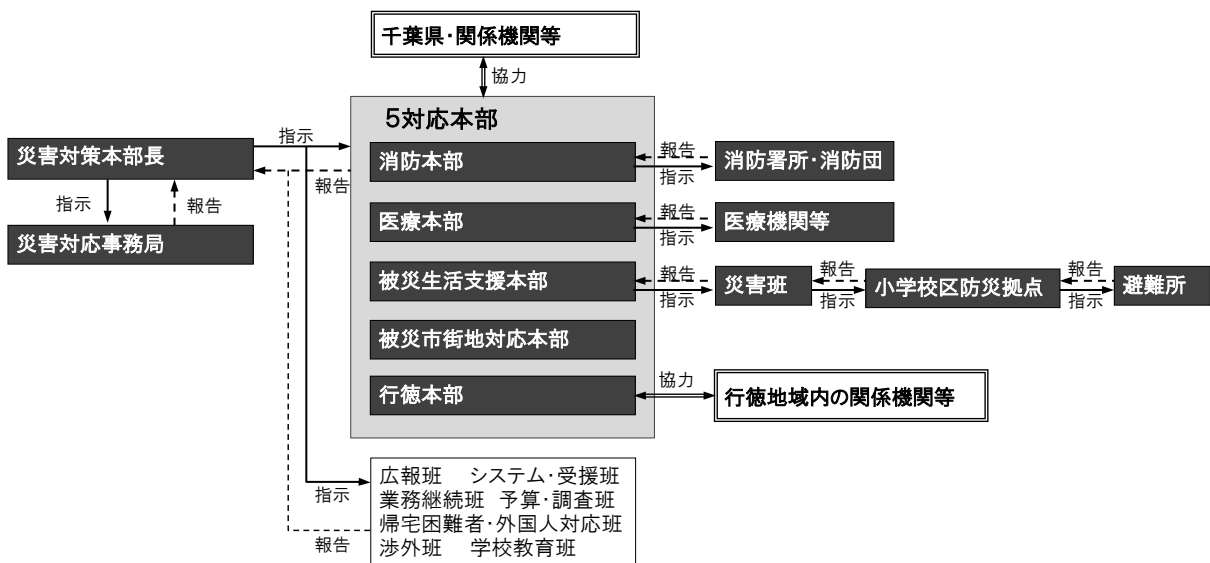 千葉県・関係機関等
協力
5対応本部
災害対策本部長
指示
報告
消防本部
報告
指示
消防署所・消防団
指示
報告
災害対応事務局
医療本部
報告
指示
医療機関等
被災生活支援本部
報告
指示
災害班
報告
指示
小学校区防災拠点
報告
指示
避難所
被災市街地対応本部
行徳本部
協力
行徳地域内の関係機関等
指示
報告
広報班 システム・受援班
業務継続班 予算・調査班
帰宅困難者・外国人対応班
渉外班 学校教育班